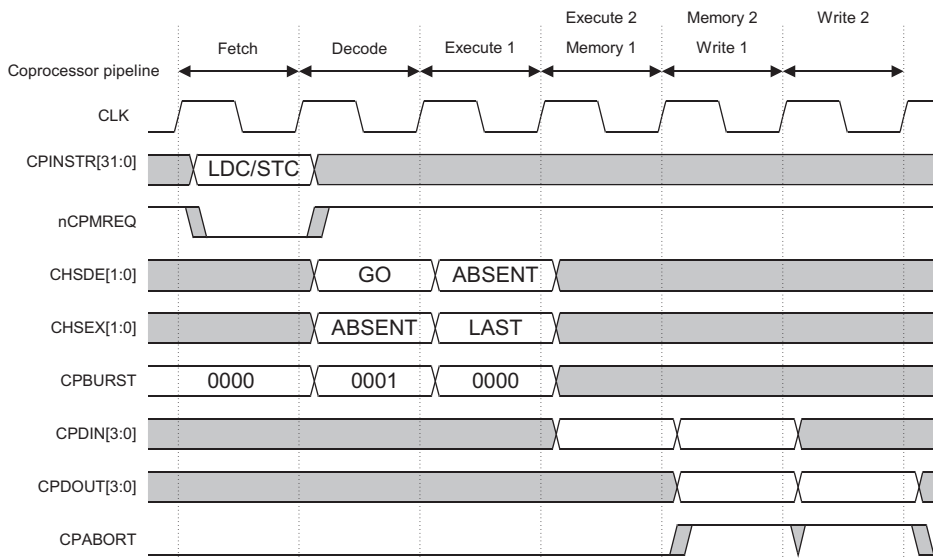 Execute 2 Memory 2 Write 2
Fetch Decode Execute 1 Memory 1 Write 1
Coprocessor pipeline
CLK
CPINSTR[31:0] LDC/STC
nCPMREQ
CHSDE[1:0] GO ABSENT
CHSEX[1:0] ABSENT LAST
CPBURST 0000 0001 0000
CPDIN[3:0]
CPDOUT[3:0]
CPABORT